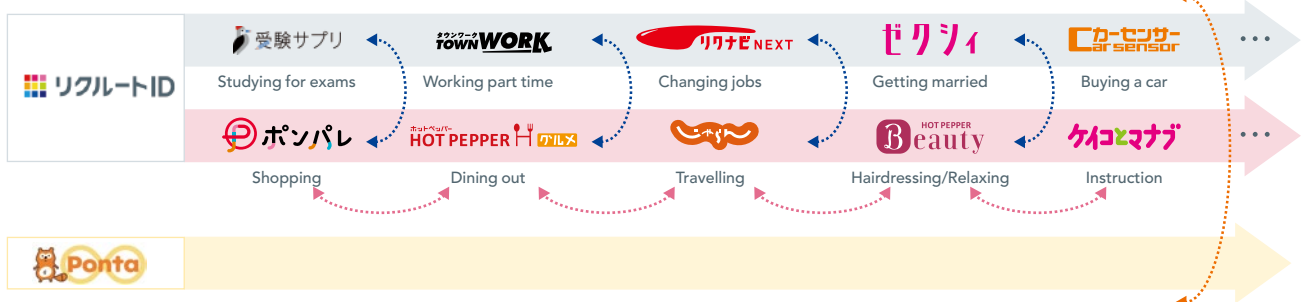 受験サプリ
タウンワーク
TOWNWORK
リクナビNEXT
ゼクシィ
カーセンサー
Carsensor
...
リクルートID
Studying for exams
Working part time
Changing jobs
Getting married
Buying a car
ポンパレ
ホットペッパー
HOT PEPPER グルメ
じゃらん
HOT PEPPER
Beauty
ケイコとマナブ
...
Shopping
Dining out
Travelling
Hairdressing/Relaxing
Instruction
Ponta